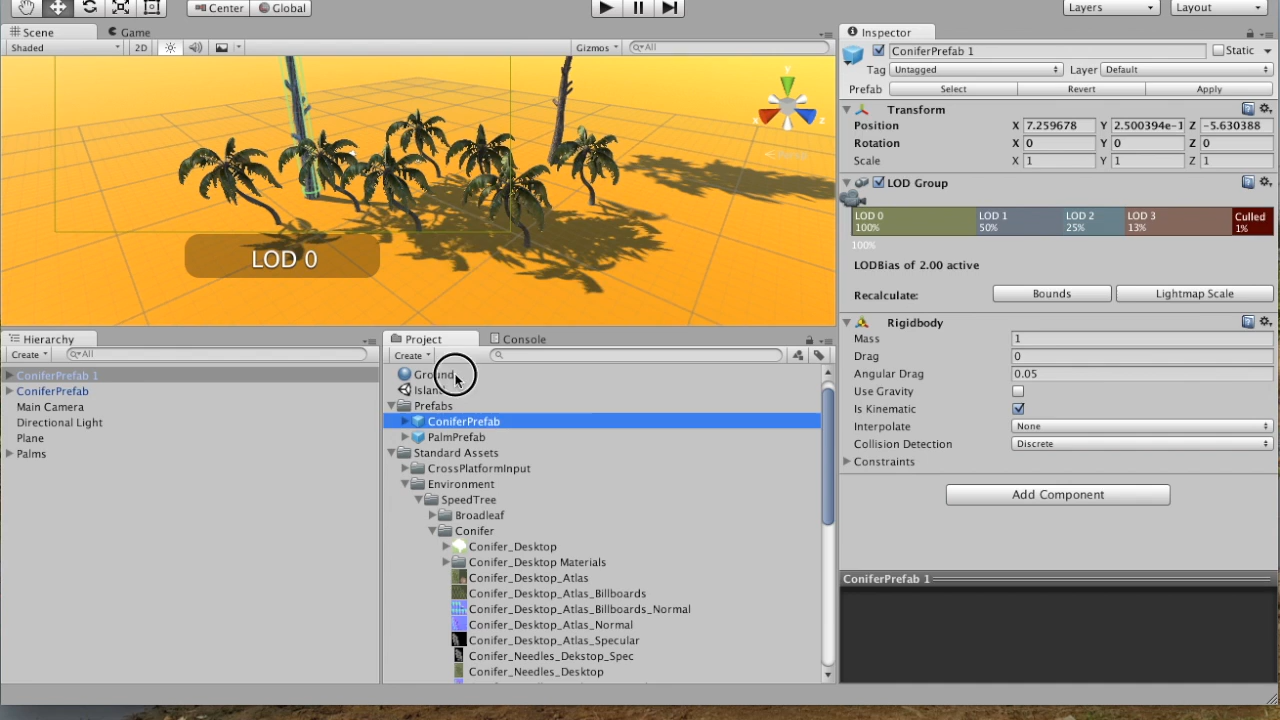 Center Global
Layers Layout
Scene Game
Shaded 2D Gizmos All
Y
X Z
Persp
LOD 0
Hierarchy
Create All
ConiferPrefab 1
ConiferPrefab
Main Camera
Directional Light
Plane
Palms
Project Console
Create
Ground
Islan
Prefabs
ConiferPrefab
PalmPrefab
Standard Assets
CrossPlatformInput
Environment
SpeedTree
Broadleaf
Conifer
Conifer_Desktop
Conifer_Desktop Materials
Conifer_Desktop_Atlas
Conifer_Desktop_Atlas_Billboards
Conifer_Desktop_Atlas_Billboards_Normal
Conifer_Desktop_Atlas_Normal
Conifer_Desktop_Atlas_Specular
Conifer_Needles_Dekstop_Spec
Conifer_Needles_Desktop
Inspector
ConiferPrefab 1 Static
Tag Untagged Layer Default
Prefab Select Revert Apply
Transform
Position X 7.259678 Y 2.500394e-1 Z -5.630388
Rotation X 0 Y 0 Z 0
Scale X 1 Y 1 Z 1
LOD Group
LOD 0 LOD 1 LOD 2 LOD 3 Culled
100% 50% 25% 13% 1%
100%
LODBias of 2.00 active
Recalculate: Bounds Lightmap Scale
Rigidbody
Mass 1
Drag 0
Angular Drag 0.05
Use Gravity
Is Kinematic
Interpolate None
Collision Detection Discrete
Constraints
Add Component
ConiferPrefab 1